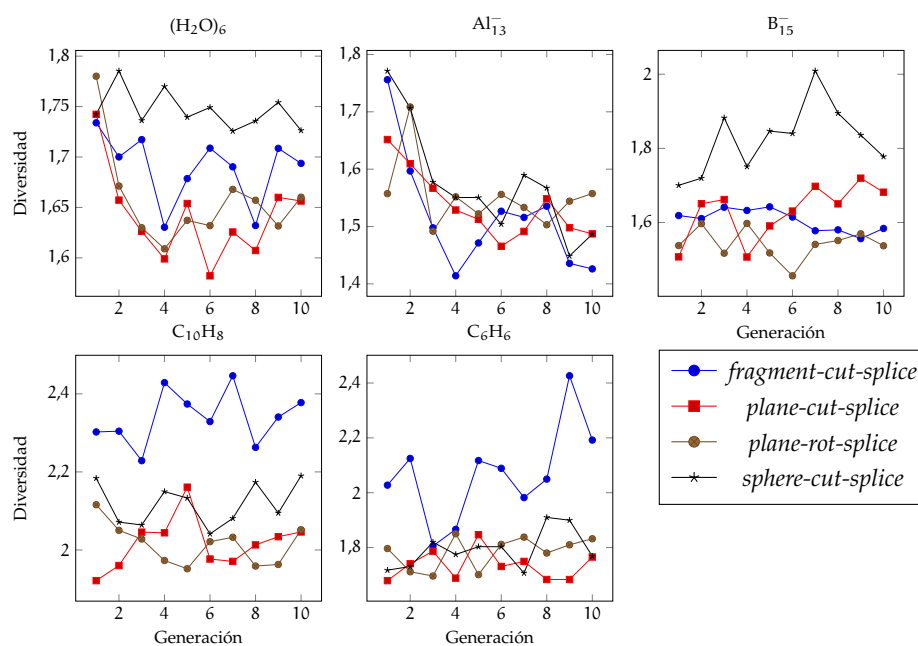 (H₂O)₆
Al₁₃⁻
B₁₅⁻
Diversidad
1,8
1,75
1,7
1,65
1,6
2 4 6 8 10
1,8
1,7
1,6
1,5
1,4
2 4 6 8 10
2
1,8
1,6
2 4 6 8 10
Generación
C₁₀H₈
C₆H₆
Diversidad
2,4
2,2
2
2 4 6 8 10
Generación
2,4
2,2
2
1,8
2 4 6 8 10
Generación
fragment-cut-splice
plane-cut-splice
plane-rot-splice
sphere-cut-splice